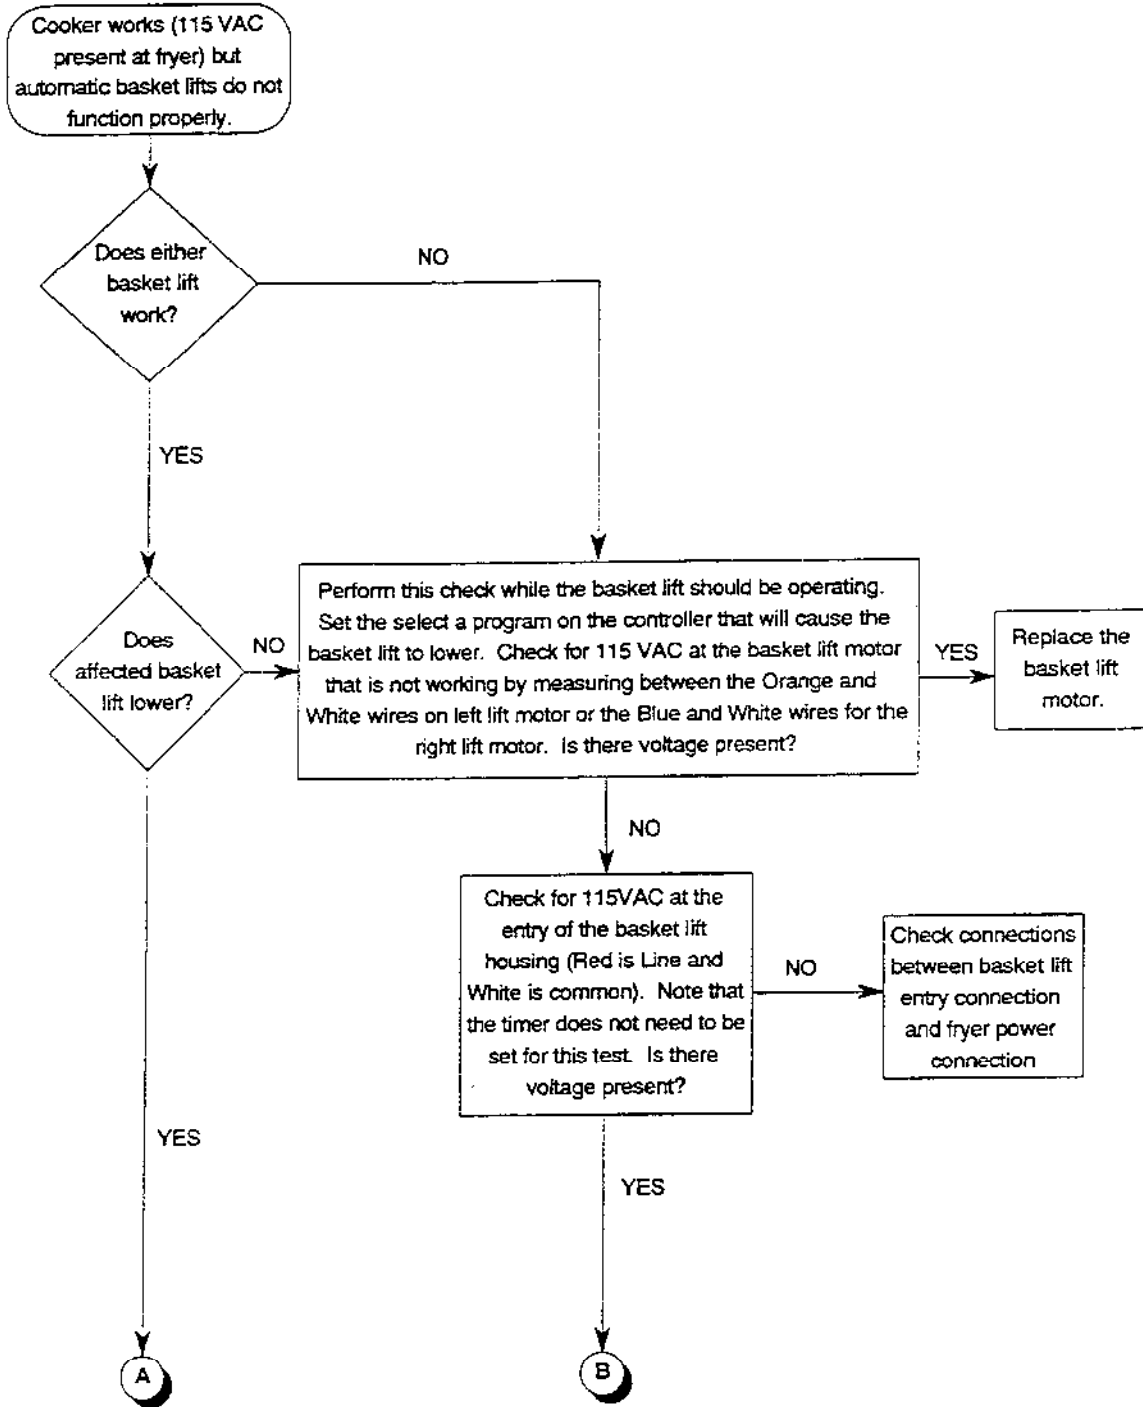 Cooker works (115 VAC
present at fryer) but
automatic basket lifts do not
function properly.
Does either
basket lift
work?
NO
YES
Does
affected basket
lift lower?
NO
Perform this check while the basket lift should be operating.
Set the select a program on the controller that will cause the
basket lift to lower. Check for 115 VAC at the basket lift motor
that is not working by measuring between the Orange and
White wires on left lift motor or the Blue and White wires for the
right lift motor. Is there voltage present?
YES
Replace the
basket lift
motor.
NO
Check for 115VAC at the
entry of the basket lift
housing (Red is Line and
White is common). Note that
the timer does not need to be
set for this test. Is there
voltage present?
NO
Check connections
between basket lift
entry connection
and fryer power
connection
YES
YES
A
B